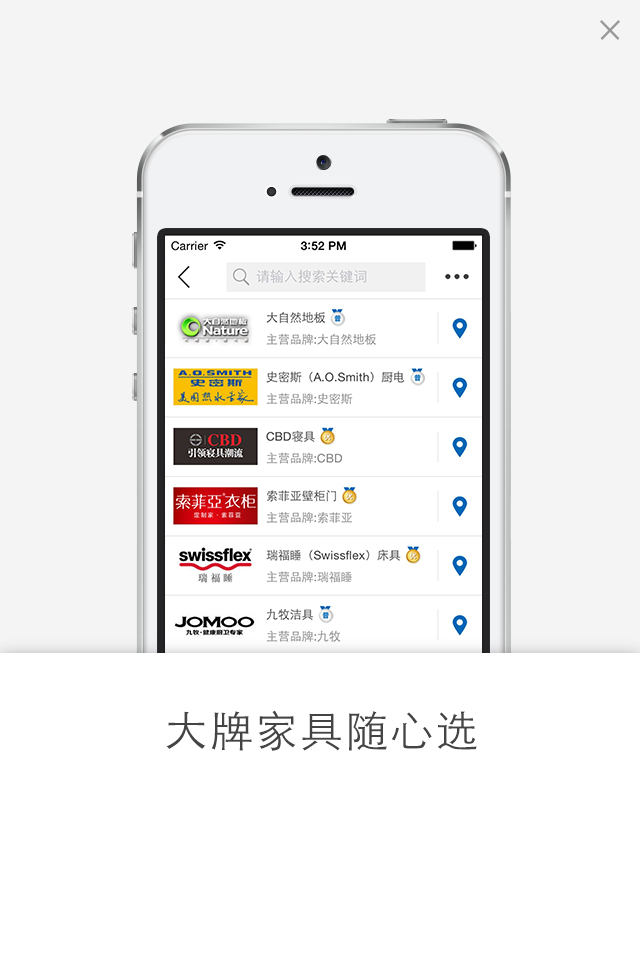 Carrier 3:52 PM
请输入搜索关键词
大自然地板
Nature
大自然地板
主营品牌:大自然地板
A.O.SMITH
史密斯
美国热水专家
史密斯（A.O.Smith）厨电
主营品牌:史密斯
CBD
引领寝具潮流
CBD寝具
主营品牌:CBD
索菲亞衣柜
定制家·索菲亚
索菲亚壁柜门
主营品牌:索菲亚
swissflex
瑞福睡
瑞福睡（Swissflex）床具
主营品牌:瑞福睡
JOMOO
九牧·健康厨卫专家
九牧洁具
主营品牌:九牧
大牌家具随心选